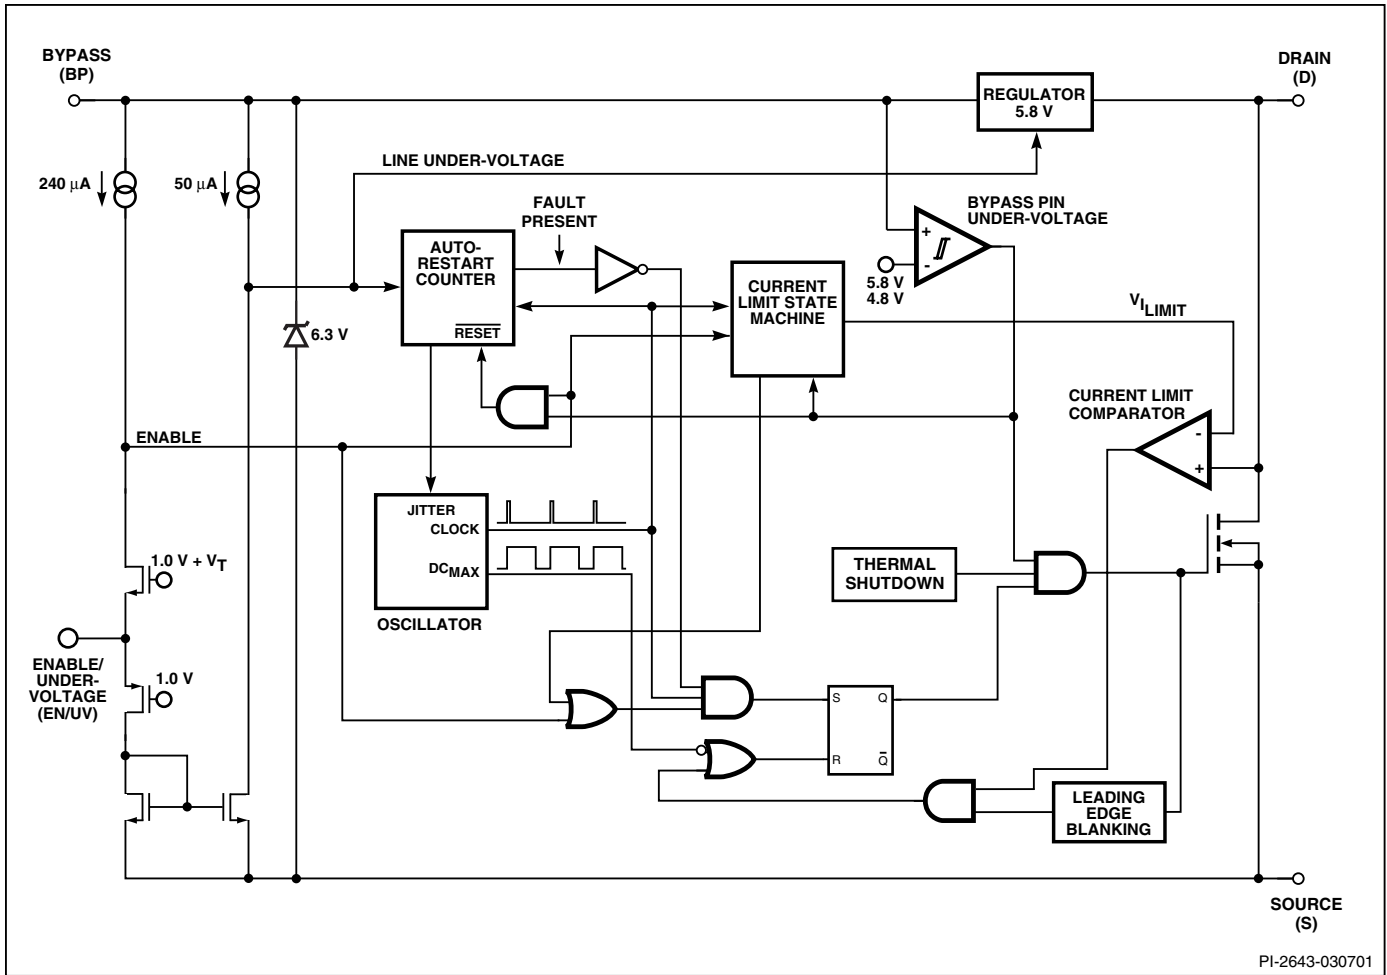 BYPASS
(BP)
DRAIN
(D)
REGULATOR
5.8 V
LINE UNDER-VOLTAGE
240 μA
50 μA
FAULT
PRESENT
BYPASS PIN
UNDER-VOLTAGE
+
-
5.8 V
4.8 V
AUTO-
RESTART
COUNTER
RESET
CURRENT
LIMIT STATE
MACHINE
VILIMIT
6.3 V
CURRENT LIMIT
COMPARATOR
-
+
ENABLE
JITTER
CLOCK
DCMAX
OSCILLATOR
1.0 V + VT
THERMAL
SHUTDOWN
ENABLE/
UNDER-
VOLTAGE
(EN/UV)
1.0 V
S Q
R Q̅
LEADING
EDGE
BLANKING
SOURCE
(S)
PI-2643-030701